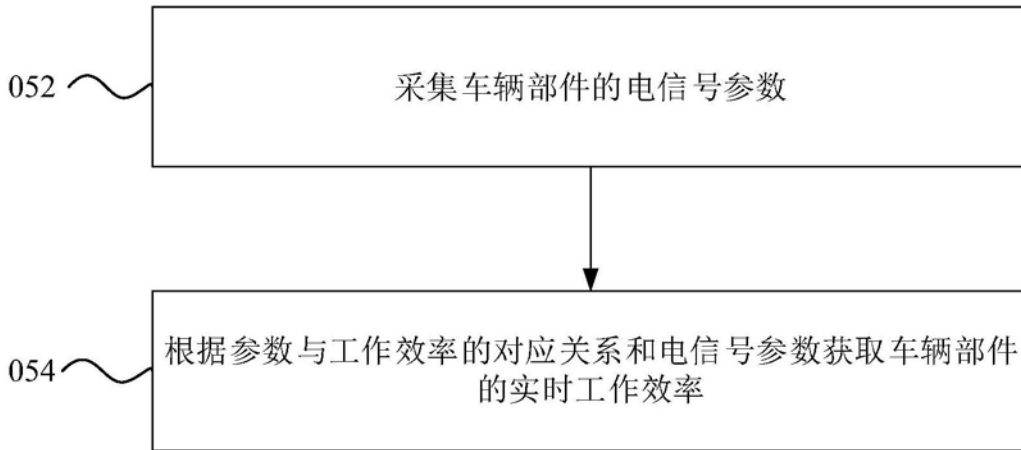 052
采集车辆部件的电信号参数
054
根据参数与工作效率的对应关系和电信号参数获取车辆部件
的实时工作效率